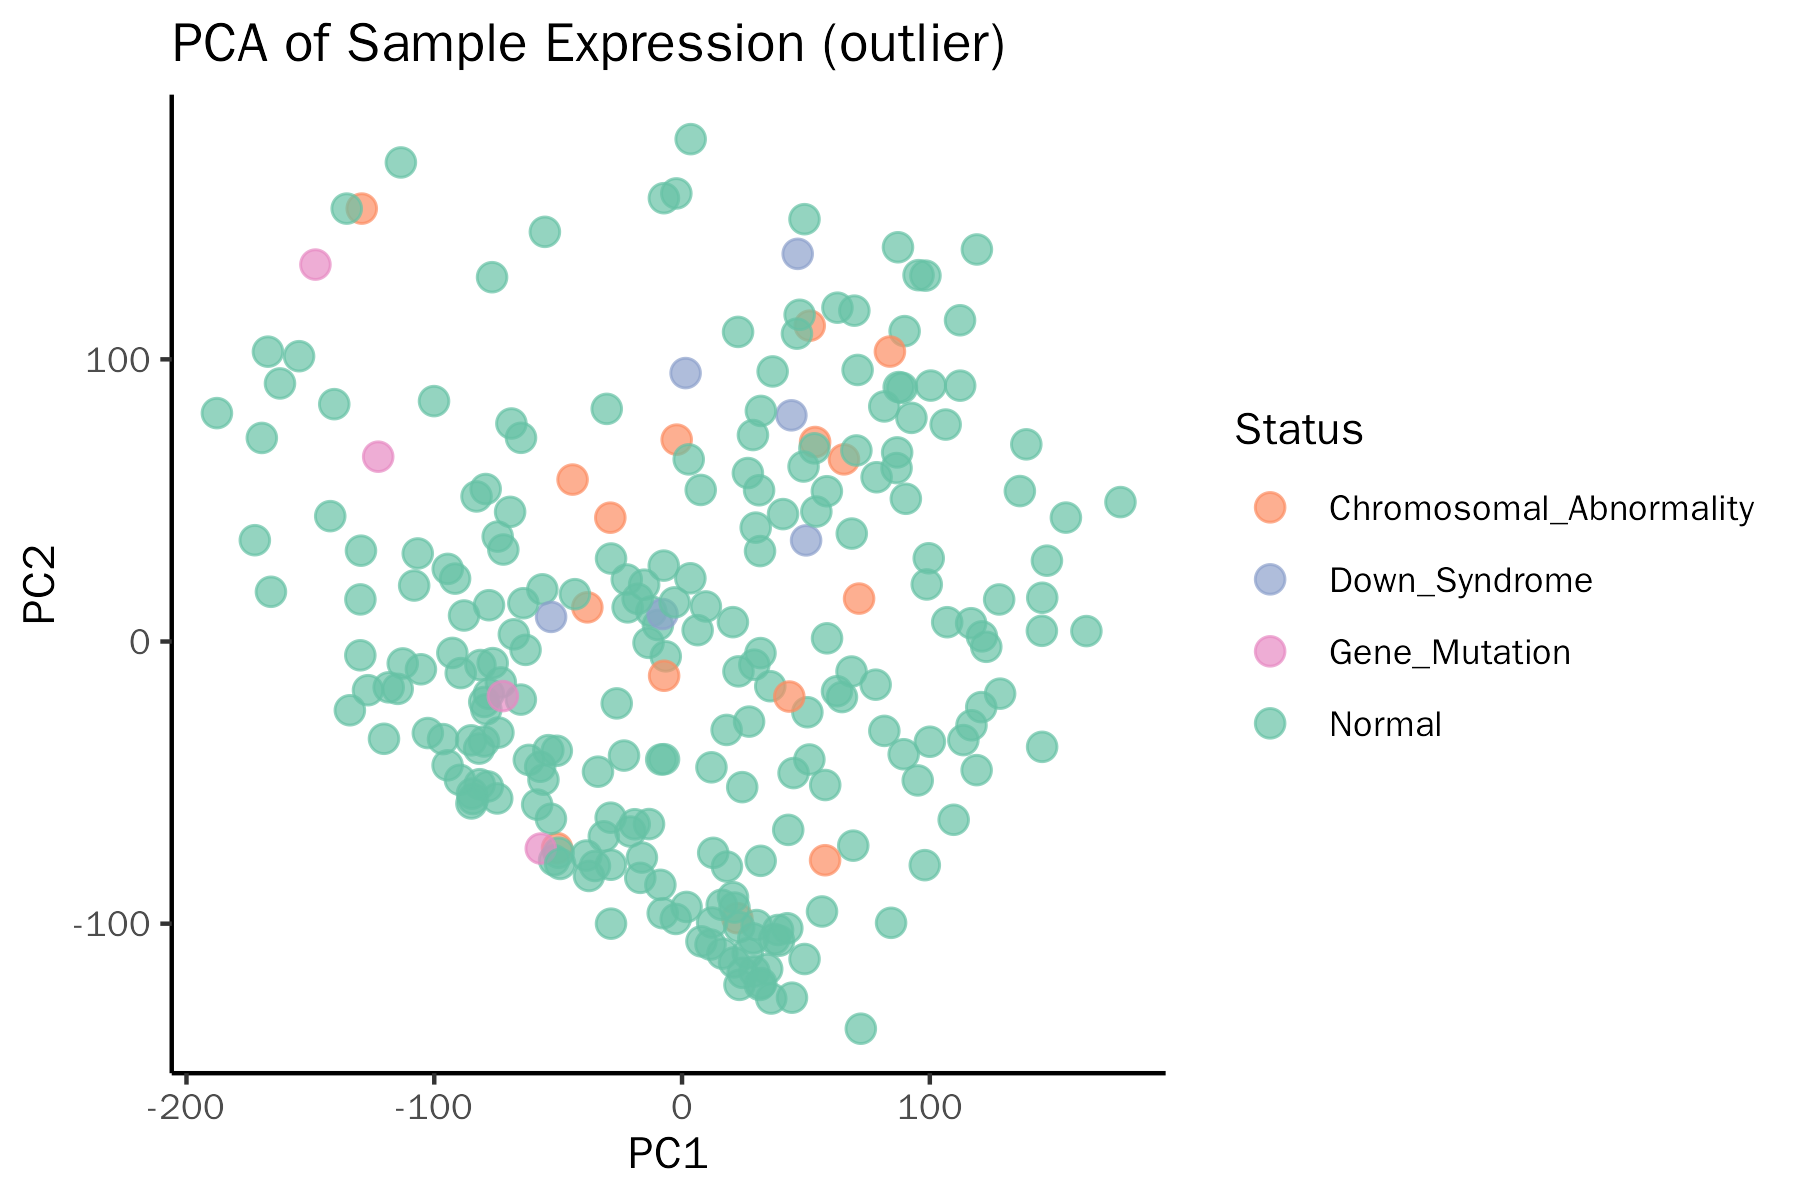 PCA of Sample Expression (outlier)
PC2
100
0
-100
-200
-100
0
100
PC1
Status
Chromosomal_Abnormality
Down_Syndrome
Gene_Mutation
Normal